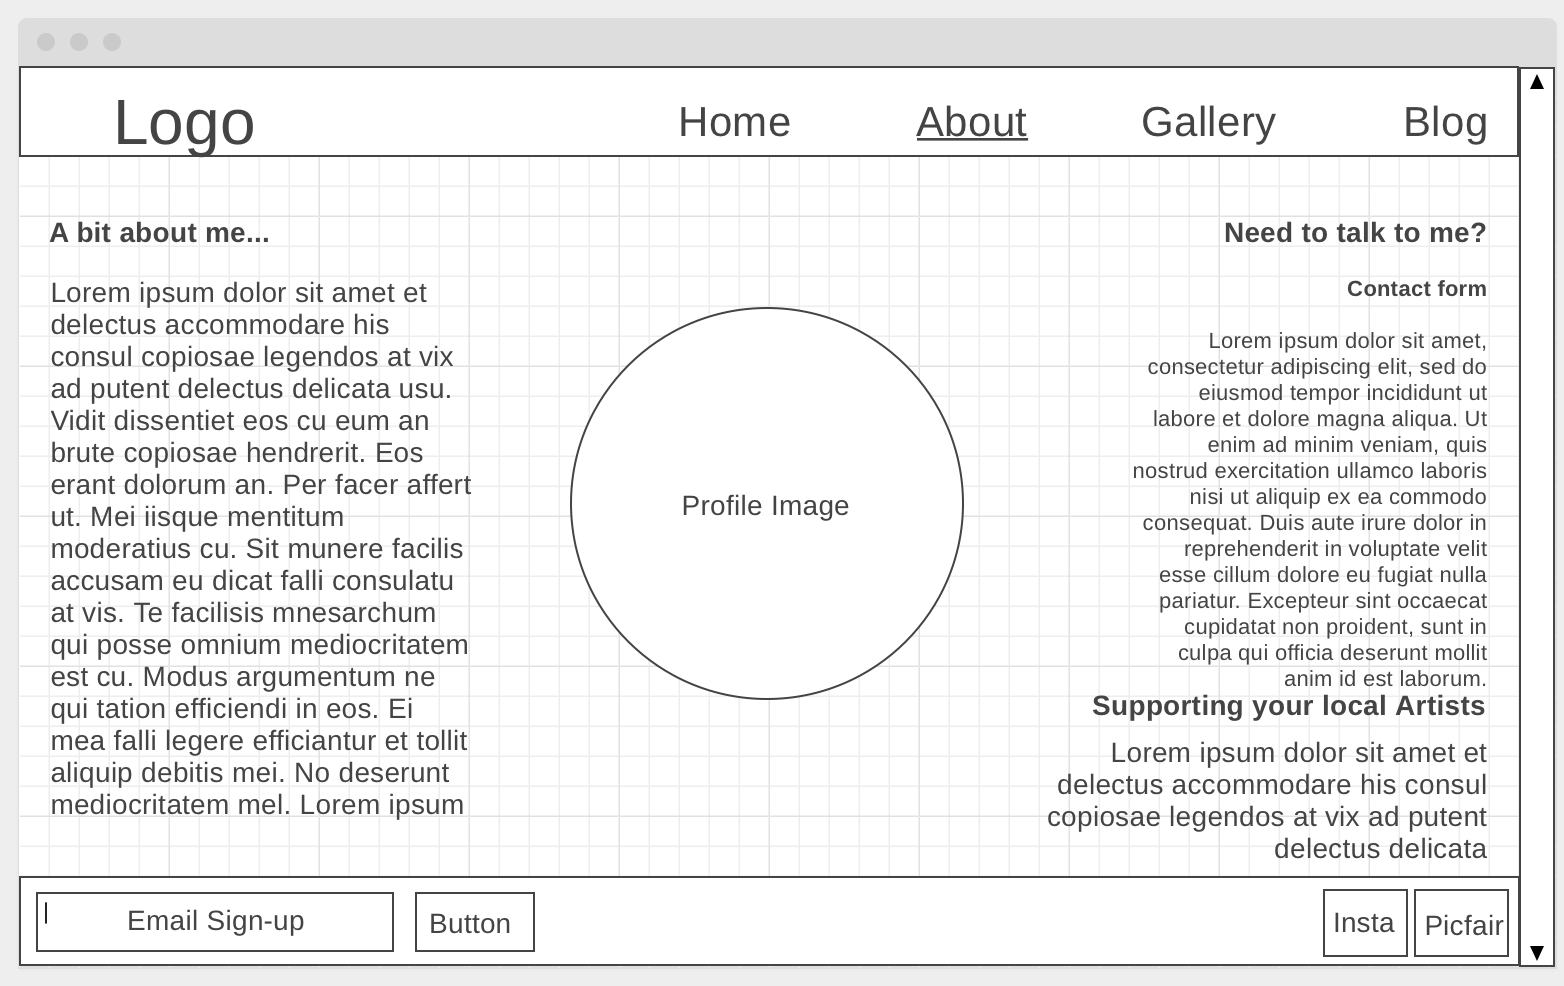 Logo
Home
About
Gallery
Blog
A bit about me...
Lorem ipsum dolor sit amet et
delectus accommodare his
consul copiosae legendos at vix
ad putent delectus delicata usu.
Vidit dissentiet eos cu eum an
brute copiosae hendrerit. Eos
erant dolorum an. Per facer affert
ut. Mei iisque mentitum
moderatius cu. Sit munere facilis
accusam eu dicat falli consulatu
at vis. Te facilisis mnesarchum
qui posse omnium mediocritatem
est cu. Modus argumentum ne
qui tation efficiendi in eos. Ei
mea falli legere efficiantur et tollit
aliquip debitis mei. No deserunt
mediocritatem mel. Lorem ipsum
Profile Image
Need to talk to me?
Contact form
Lorem ipsum dolor sit amet,
consectetur adipiscing elit, sed do
eiusmod tempor incididunt ut
labore et dolore magna aliqua. Ut
enim ad minim veniam, quis
nostrud exercitation ullamco laboris
nisi ut aliquip ex ea commodo
consequat. Duis aute irure dolor in
reprehenderit in voluptate velit
esse cillum dolore eu fugiat nulla
pariatur. Excepteur sint occaecat
cupidatat non proident, sunt in
culpa qui officia deserunt mollit
anim id est laborum.
Supporting your local Artists
Lorem ipsum dolor sit amet et
delectus accommodare his consul
copiosae legendos at vix ad putent
delectus delicata
Email Sign-up
Button
Insta
Picfair